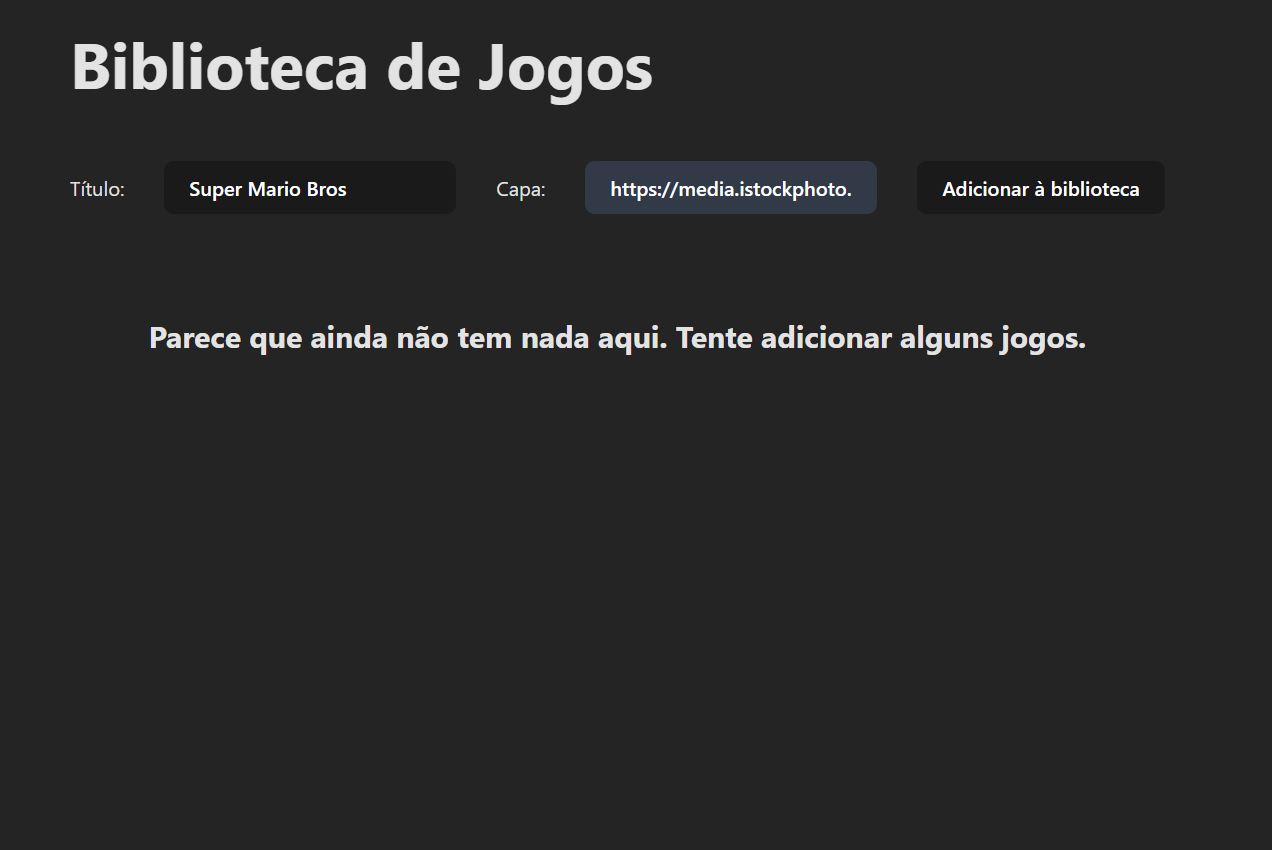 Biblioteca de Jogos
Título: Super Mario Bros Capa: https://media.istockphoto. Adicionar à biblioteca
Parece que ainda não tem nada aqui. Tente adicionar alguns jogos.